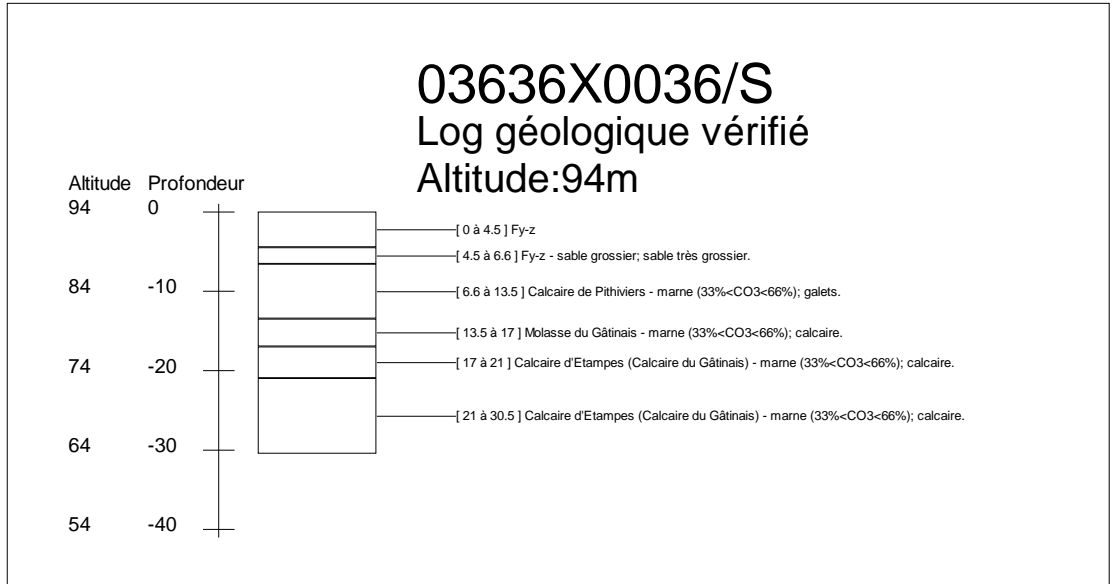 03636X0036/S
Log géologique vérifié
Altitude:94m
Altitude Profondeur
94 0
[ 0 à 4.5 ] Fy-z
[ 4.5 à 6.6 ] Fy-z - sable grossier; sable très grossier.
84 -10
[ 6.6 à 13.5 ] Calcaire de Pithiviers - marne (33%<CO3<66%); galets.
[ 13.5 à 17 ] Molasse du Gâtinais - marne (33%<CO3<66%); calcaire.
74 -20
[ 17 à 21 ] Calcaire d'Etampes (Calcaire du Gâtinais) - marne (33%<CO3<66%); calcaire.
[ 21 à 30.5 ] Calcaire d'Etampes (Calcaire du Gâtinais) - marne (33%<CO3<66%); calcaire.
64 -30
54 -40